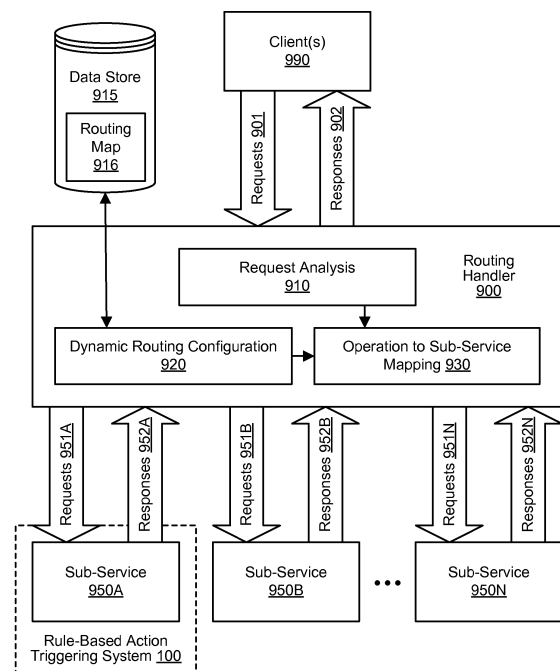 Client(s)
990
Data Store
915
Routing
Map
916
Requests 901
Responses 902
Request Analysis
910
Routing
Handler
900
Dynamic Routing Configuration
920
Operation to Sub-Service
Mapping 930
Requests 951A
Responses 952A
Requests 951B
Responses 952B
Requests 951N
Responses 952N
Sub-Service
950A
Sub-Service
950B
•••
Sub-Service
950N
Rule-Based Action
Triggering System 100